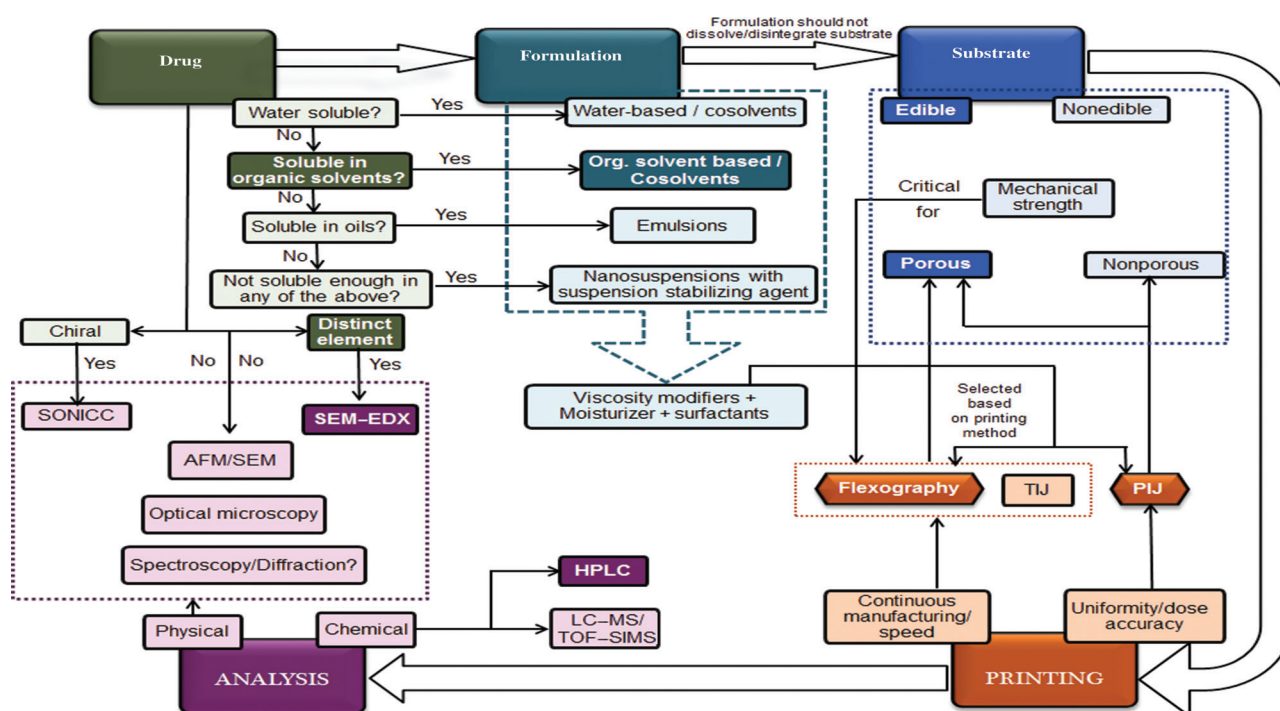 Drug
Formulation
Formulation should not
dissolve/disintegrate substrate
Substrate
Water soluble?
Yes
Water-based / cosolvents
Edible
Nonedible
No
Soluble in
organic solvents?
Yes
Org. solvent based /
Cosolvents
Critical
for
Mechanical
strength
No
Soluble in oils?
Yes
Emulsions
No
Porous
Nonporous
Not soluble enough in
any of the above?
Yes
Nanosuspensions with
suspension stabilizing agent
Chiral
Distinct
element
Yes
No
No
Yes
SONICC
SEM–EDX
Viscosity modifiers +
Moisturizer + surfactants
Selected
based
on printing
method
AFM/SEM
Flexography
TIJ
PIJ
Optical microscopy
Spectroscopy/Diffraction?
HPLC
Continuous
manufacturing/
speed
Uniformity/dose
accuracy
Physical
Chemical
LC–MS/
TOF–SIMS
ANALYSIS
PRINTING